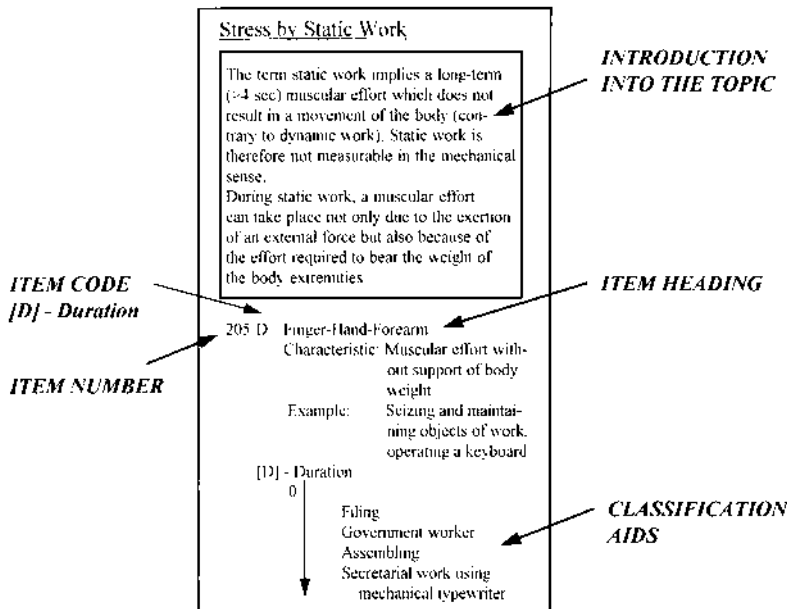 Stress by Static Work
The term static work implies a long-term
(>4 sec) muscular effort which does not
result in a movement of the body (con-
trary to dynamic work). Static work is
therefore not measurable in the mechanical
sense.
During static work, a muscular effort
can take place not only due to the exertion
of an external force but also because of
the effort required to bear the weight of
the body extremities
INTRODUCTION
INTO THE TOPIC
ITEM CODE
[D] - Duration
ITEM HEADING
ITEM NUMBER
205 D Finger-Hand-Forearm
Characteristic: Muscular effort with-
out support of body
weight
Example: Seizing and maintai-
ning objects of work,
operating a keyboard
[D] - Duration
0
Filing
Government worker
Assembling
Secretarial work using
mechanical typewriter
CLASSIFICATION
AIDS